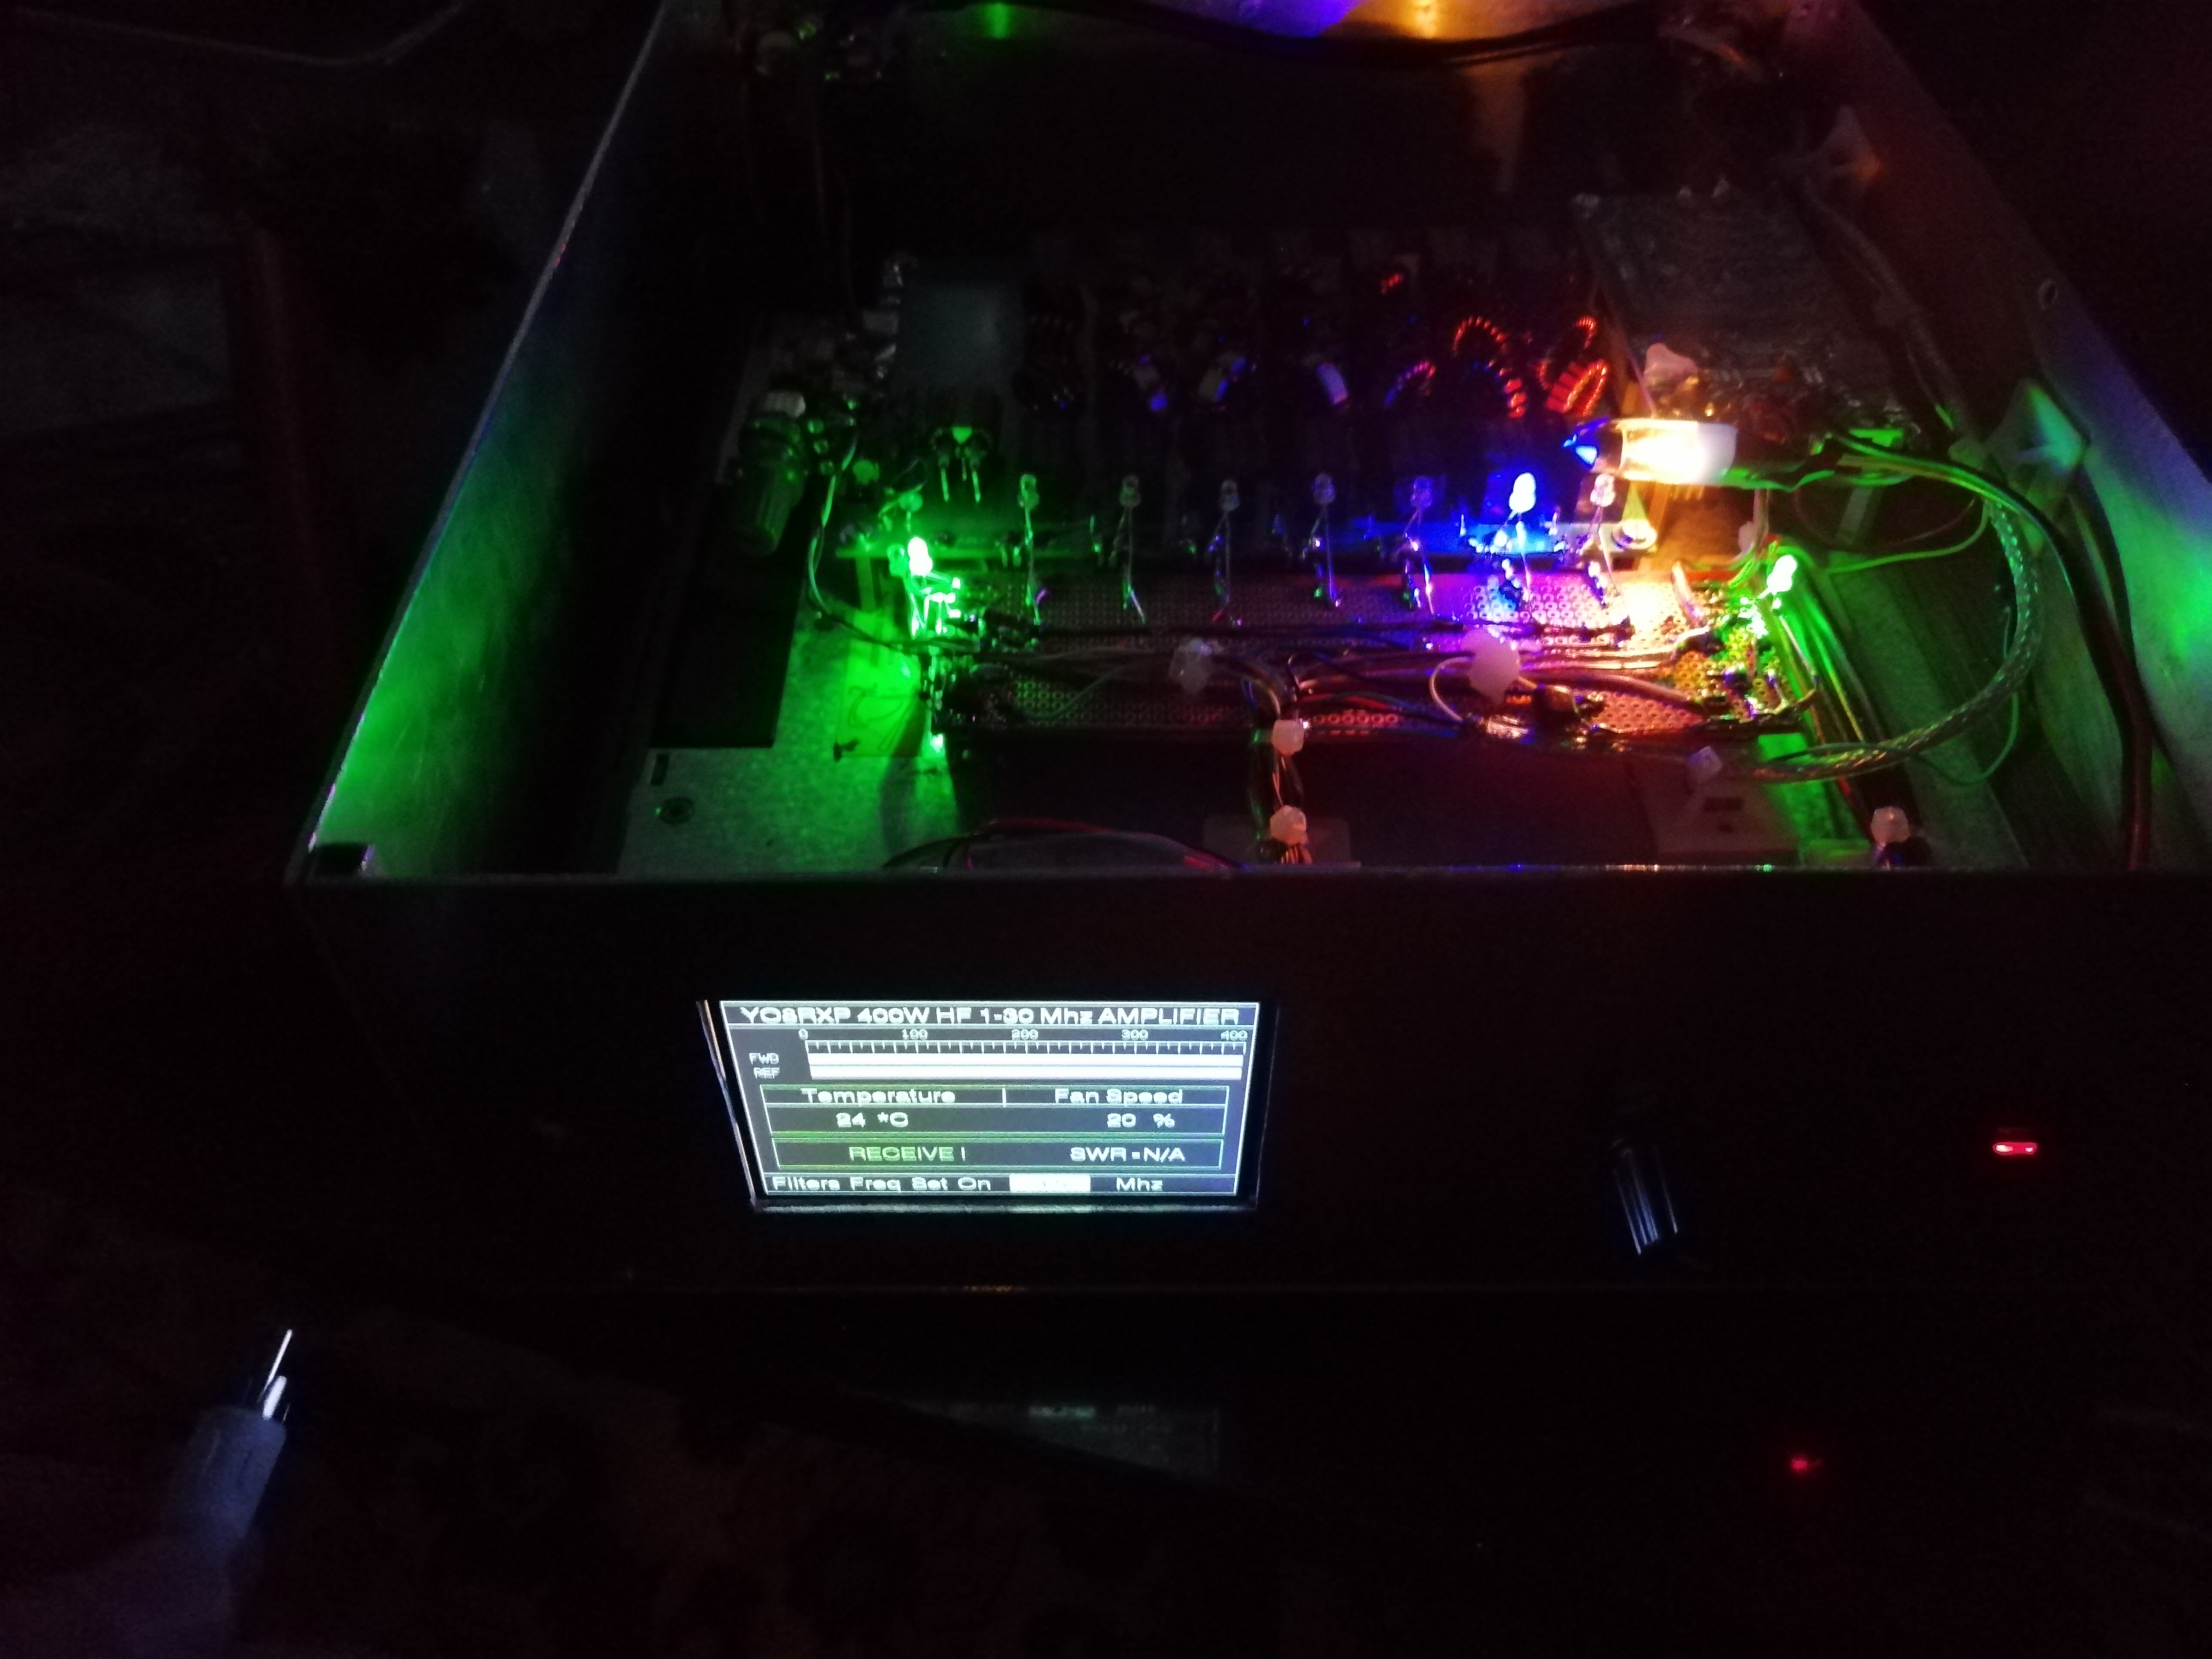 YO8RXP 400W HF 1-30 Mhz AMPLIFIER
0 100 200 300 400
FWD
REF
Temperature | Fan Speed
24 *C 20 %
RECEIVE ! SWR=N/A
Filters Freq Set On Mhz